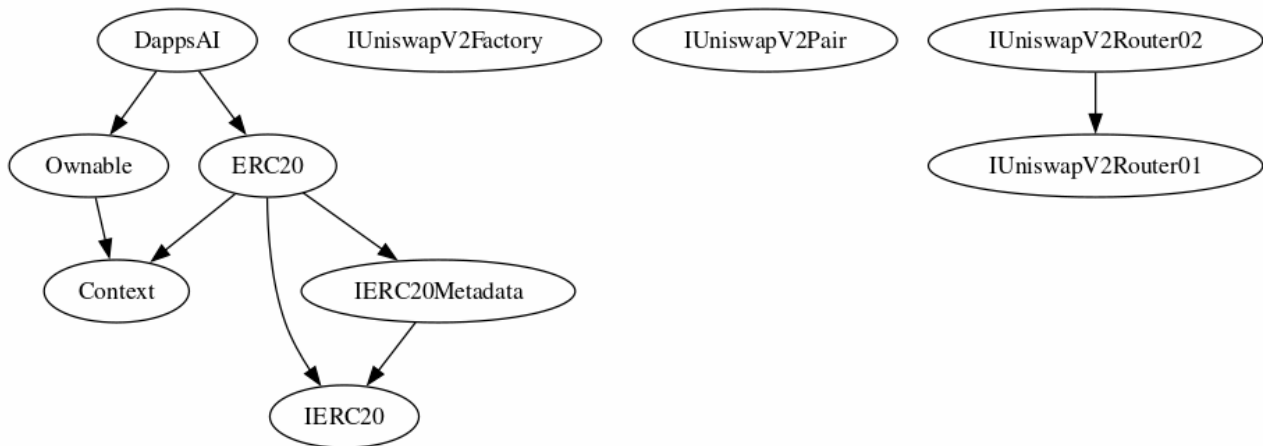 DappsAI
IUniswapV2Factory
IUniswapV2Pair
IUniswapV2Router02
Ownable
ERC20
IUniswapV2Router01
Context
IERC20Metadata
IERC20